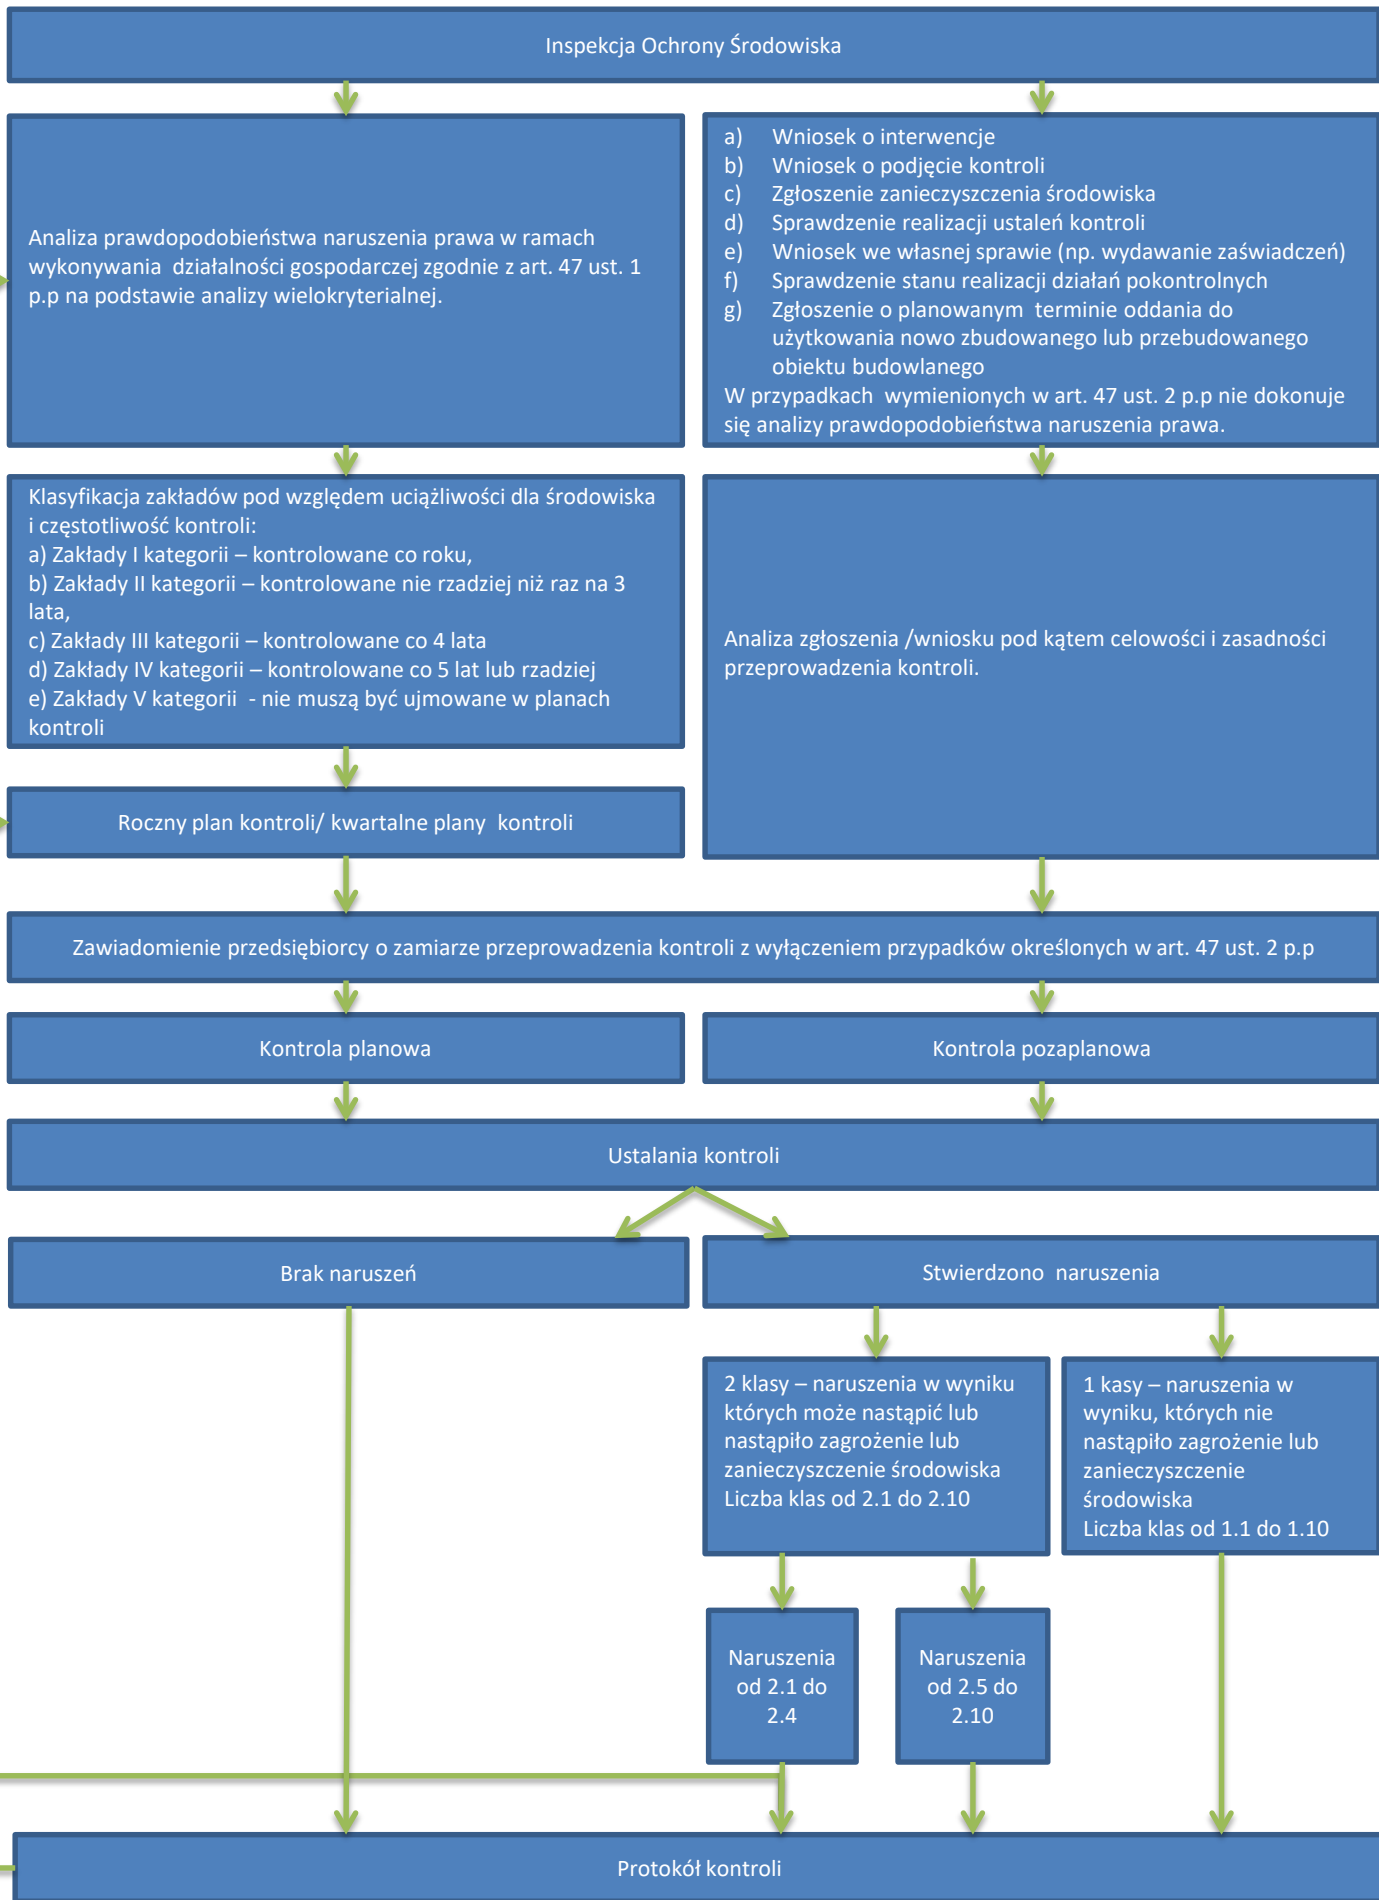 Inspekcja Ochrony Środowiska
Analiza prawdopodobieństwa naruszenia prawa w ramach
wykonywania działalności gospodarczej zgodnie z art. 47 ust. 1
p.p na podstawie analizy wielokryterialnej.
a) Wniosek o interwencje
b) Wniosek o podjęcie kontroli
c) Zgłoszenie zanieczyszczenia środowiska
d) Sprawdzenie realizacji ustaleń kontroli
e) Wniosek we własnej sprawie (np. wydawanie zaświadczeń)
f) Sprawdzenie stanu realizacji działań pokontrolnych
g) Zgłoszenie o planowanym terminie oddania do
użytkowania nowo zbudowanego lub przebudowanego
obiektu budowlanego
W przypadkach wymienionych w art. 47 ust. 2 p.p nie dokonuje
się analizy prawdopodobieństwa naruszenia prawa.
Klasyfikacja zakładów pod względem uciążliwości dla środowiska
i częstotliwość kontroli:
a) Zakłady I kategorii – kontrolowane co roku,
b) Zakłady II kategorii – kontrolowane nie rzadziej niż raz na 3
lata,
c) Zakłady III kategorii – kontrolowane co 4 lata
d) Zakłady IV kategorii – kontrolowane co 5 lat lub rzadziej
e) Zakłady V kategorii - nie muszą być ujmowane w planach
kontroli
Analiza zgłoszenia /wniosku pod kątem celowości i zasadności
przeprowadzenia kontroli.
Roczny plan kontroli/ kwartalne plany kontroli
Zawiadomienie przedsiębiorcy o zamiarze przeprowadzenia kontroli z wyłączeniem przypadków określonych w art. 47 ust. 2 p.p
Kontrola planowa
Kontrola pozaplanowa
Ustalania kontroli
Brak naruszeń
Stwierdzono naruszenia
2 klasy – naruszenia w wyniku
których może nastąpić lub
nastąpiło zagrożenie lub
zanieczyszczenie środowiska
Liczba klas od 2.1 do 2.10
1 kasy – naruszenia w
wyniku, których nie
nastąpiło zagrożenie lub
zanieczyszczenie
środowiska
Liczba klas od 1.1 do 1.10
Naruszenia
od 2.1 do
2.4
Naruszenia
od 2.5 do
2.10
Protokół kontroli